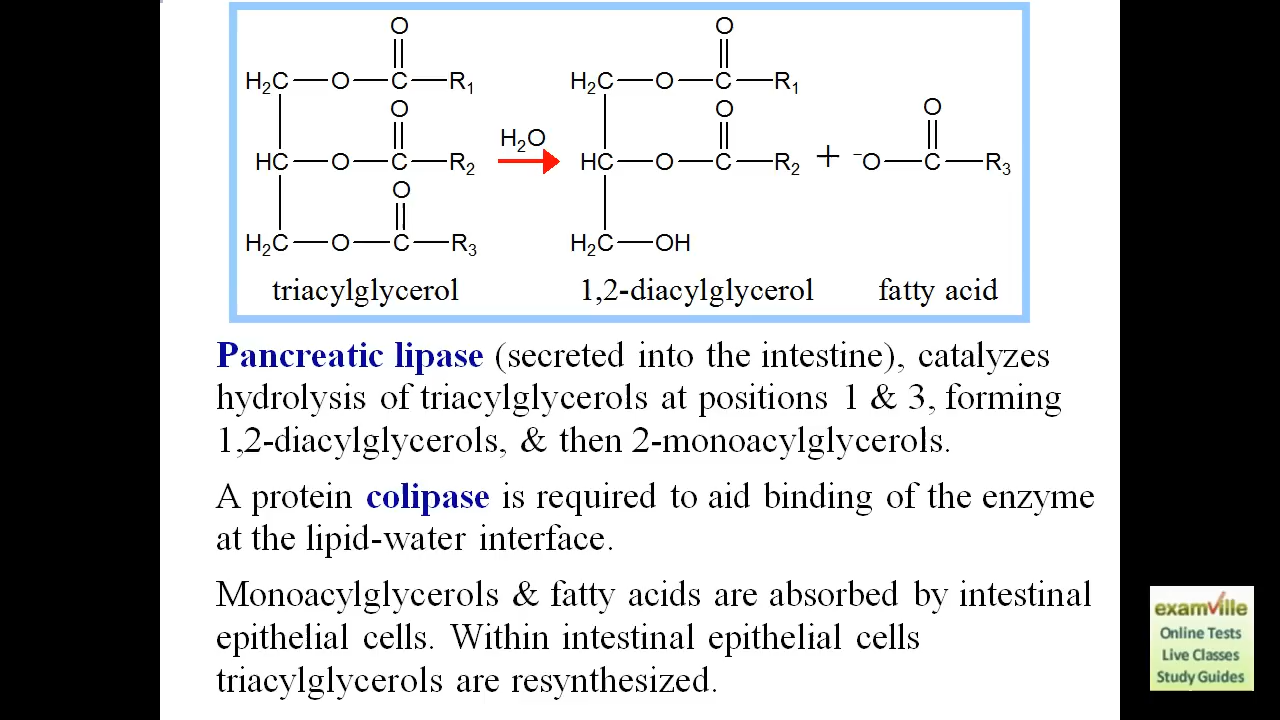 O O
H₂C—O—C—R₁ H₂C—O—C—R₁
O O O
HC—O—C—R₂ H₂O HC—O—C—R₂ + ⁻O—C—R₃
O
H₂C—O—C—R₃ H₂C—OH
triacylglycerol 1,2-diacylglycerol fatty acid
Pancreatic lipase (secreted into the intestine), catalyzes
hydrolysis of triacylglycerols at positions 1 & 3, forming
1,2-diacylglycerols, & then 2-monoacylglycerols.
A protein colipase is required to aid binding of the enzyme
at the lipid-water interface.
Monoacylglycerols & fatty acids are absorbed by intestinal
epithelial cells. Within intestinal epithelial cells
triacylglycerols are resynthesized.
examville
Online Tests
Live Classes
Study Guides